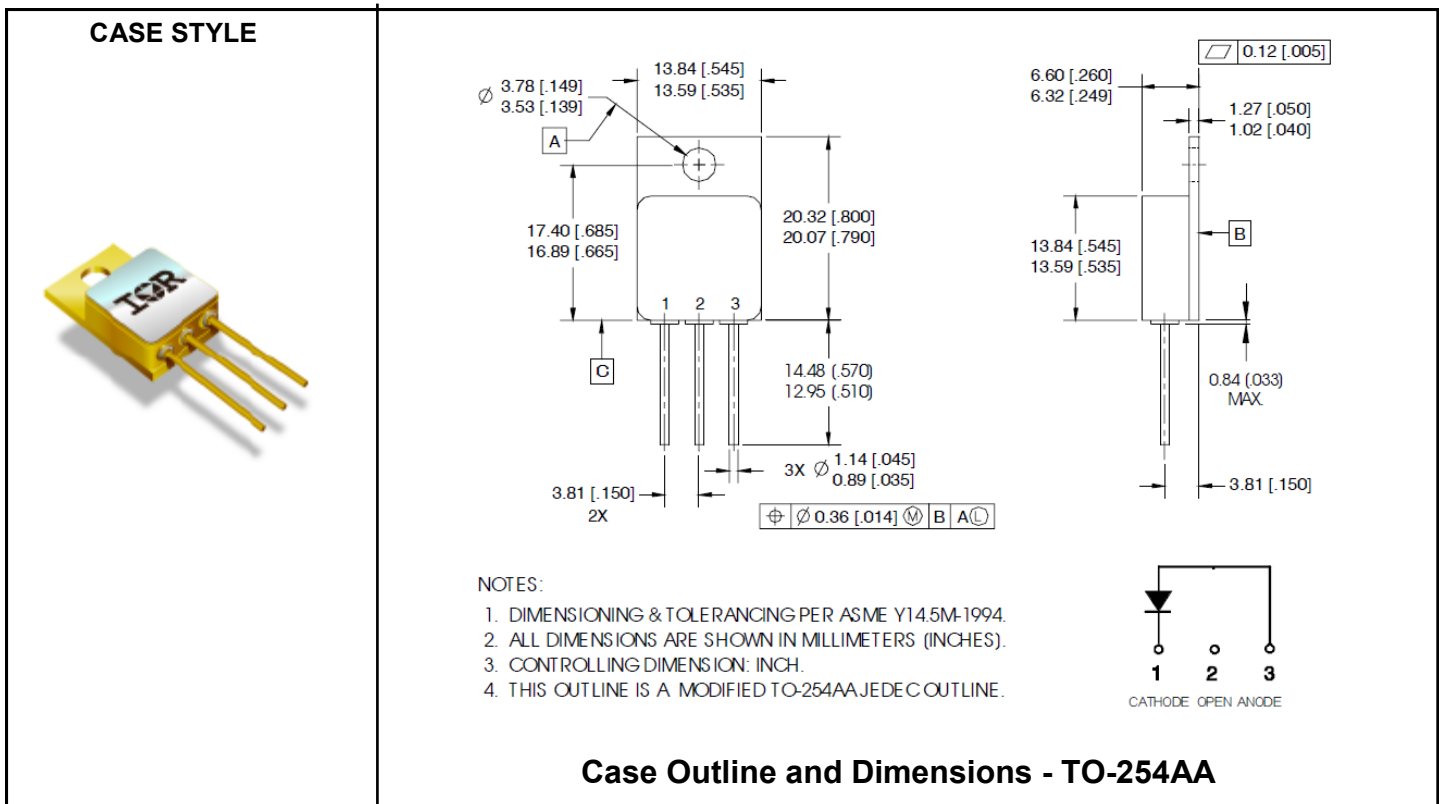 CASE STYLE
IOR
⌀ 3.78 [.149]
3.53 [.139]
A
13.84 [.545]
13.59 [.535]
17.40 [.685]
16.89 [.665]
20.32 [.800]
20.07 [.790]
1 2 3
C
14.48 (.570)
12.95 (.510)
3X ⌀ 1.14 [.045]
0.89 [.035]
3.81 [.150]
2X
⌖ ⌀ 0.36 [.014] Ⓜ B A Ⓛ
⏥ 0.12 [.005]
6.60 [.260]
6.32 [.249]
1.27 [.050]
1.02 [.040]
13.84 [.545]
13.59 [.535]
B
0.84 (.033)
MAX.
3.81 [.150]
NOTES:
1. DIMENSIONING & TOLERANCING PER ASME Y14.5M-1994.
2. ALL DIMENSIONS ARE SHOWN IN MILLIMETERS (INCHES).
3. CONTROLLING DIMENSION: INCH.
4. THIS OUTLINE IS A MODIFIED TO-254AA JEDEC OUTLINE.
1 2 3
CATHODE OPEN ANODE
Case Outline and Dimensions - TO-254AA